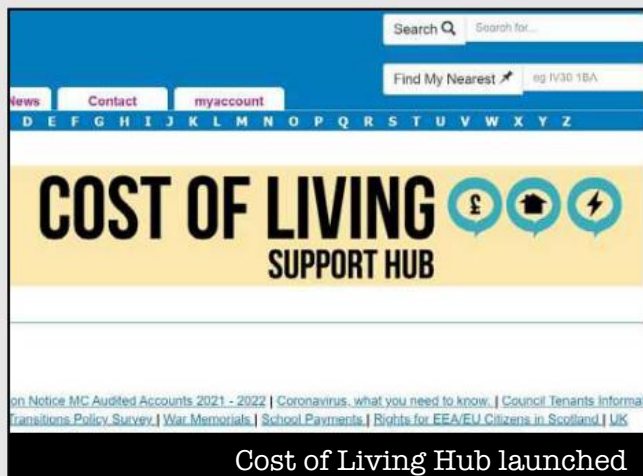 Search
Search for...
Find My Nearest
eg IV30 1BA
News Contact myaccount
D E F G H I J K L M N O P Q R S T U V W X Y Z
COST OF LIVING
£
SUPPORT HUB
on Notice MC Audited Accounts 2021 - 2022 | Coronavirus, what you need to know. | Council Tenants
Transitions Policy Survey | War Memorials | School Payments | Rights for EEA/EU Citizens in Scotland | UK
Cost of Living Hub launched